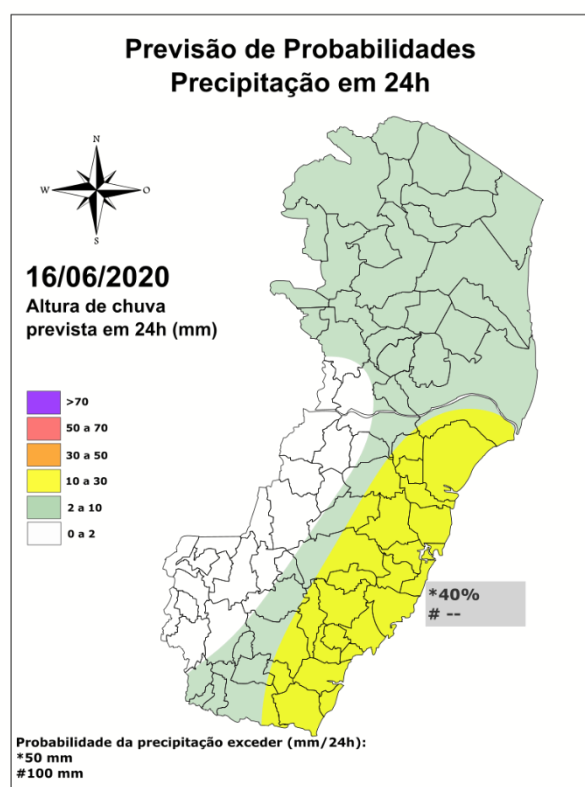 Previsão de Probabilidades
Precipitação em 24h
N
W
O
S
16/06/2020
Altura de chuva
prevista em 24h (mm)
>70
50 a 70
30 a 50
10 a 30
2 a 10
0 a 2
*40%
# --
Probabilidade da precipitação exceder (mm/24h):
*50 mm
#100 mm